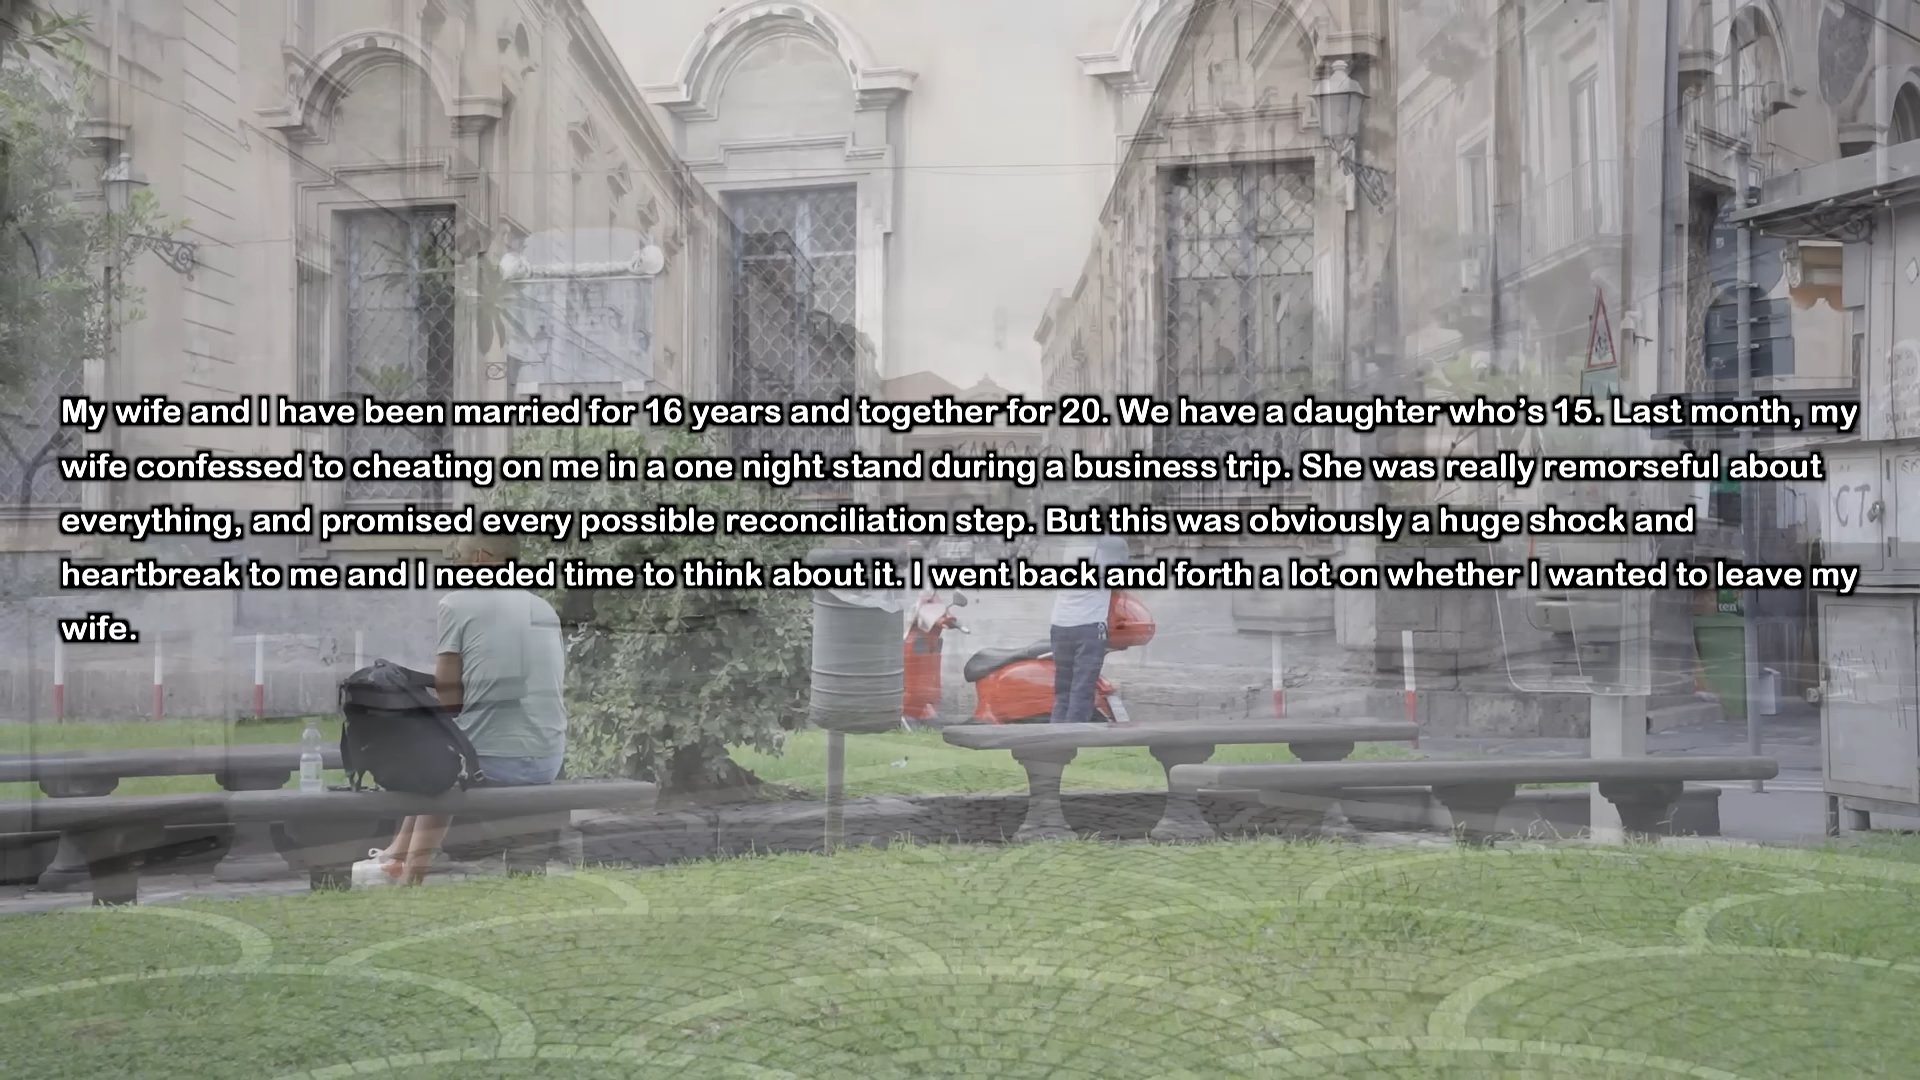 My wife and I have been married for 16 years and together for 20. We have a daughter who’s 15. Last month, my
wife confessed to cheating on me in a one night stand during a business trip. She was really remorseful about
everything, and promised every possible reconciliation step. But this was obviously a huge shock and
heartbreak to me and I needed time to think about it. I went back and forth a lot on whether I wanted to leave my
wife.
CT